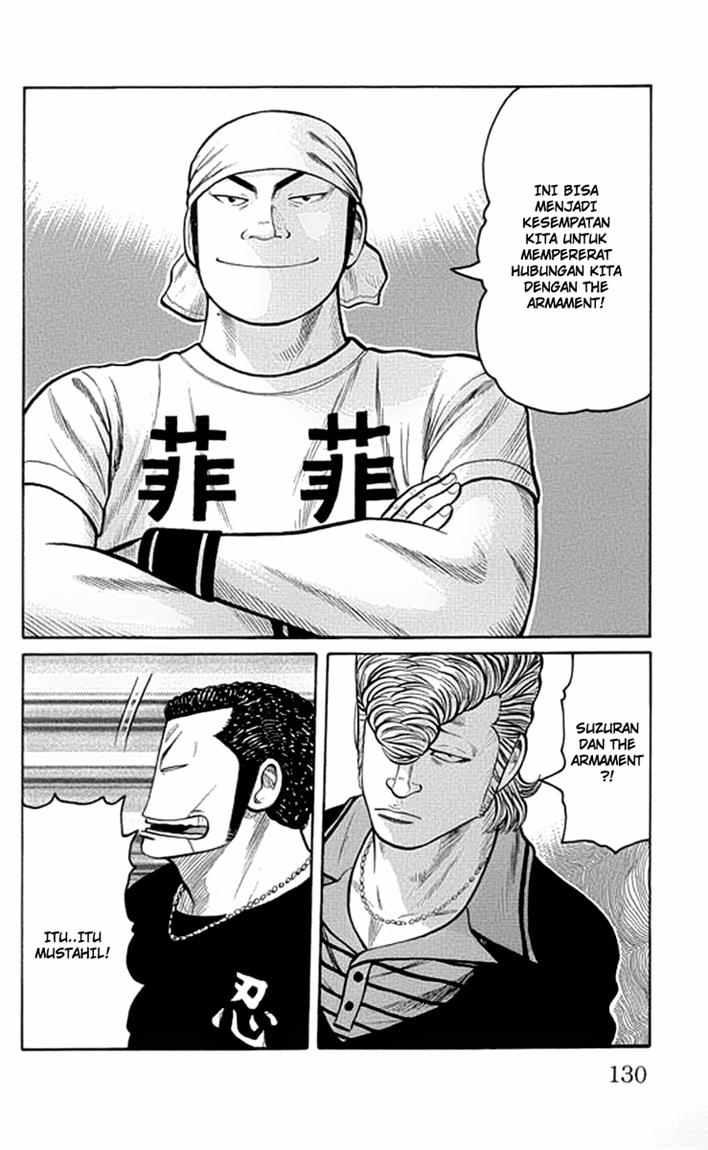 INI BISA
MENJADI
KESEMPATAN
KITA UNTUK
MEMPERERAT
HUBUNGAN KITA
DENGAN THE
ARMAMENT!
菲 菲
SUZURAN
DAN THE
ARMAMENT
?!
ITU..ITU
MUSTAHIL!
忍
130